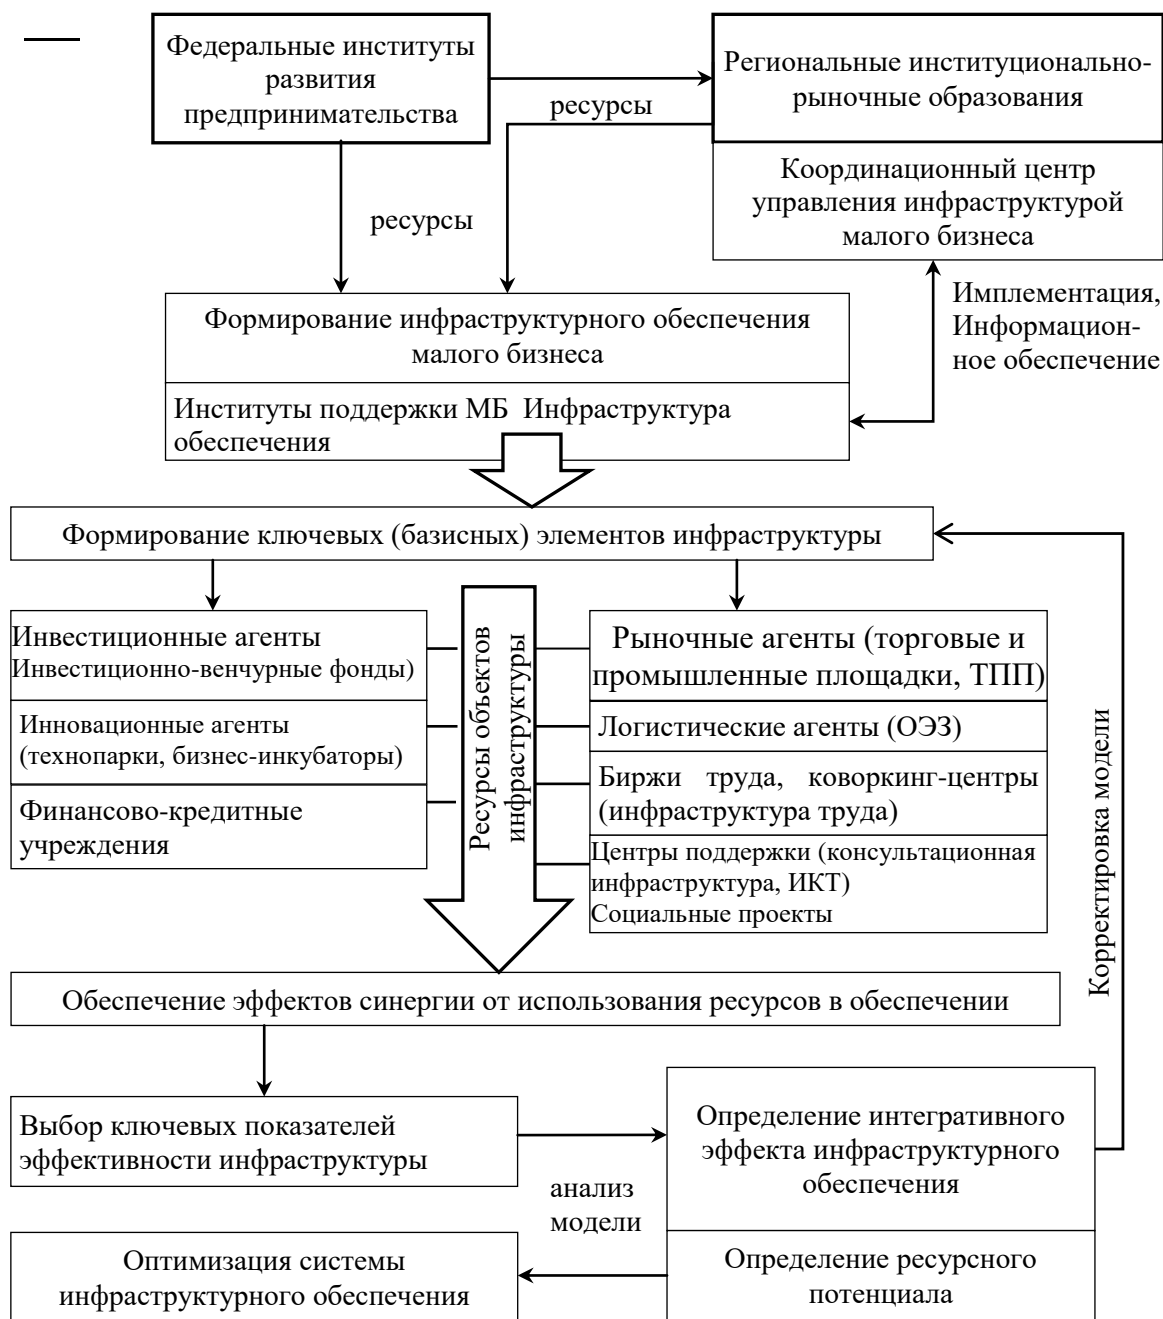 Федеральные институты
развития
предпринимательства
Региональные институционально-
рыночные образования
ресурсы
Координационный центр
управления инфраструктурой
малого бизнеса
ресурсы
Имплементация,
Информацион-
ное обеспечение
Формирование инфраструктурного обеспечения
малого бизнеса
Институты поддержки МБ Инфраструктура
обеспечения
Формирование ключевых (базисных) элементов инфраструктуры
Инвестиционные агенты
Инвестиционно-венчурные фонды)
Инновационные агенты
(технопарки, бизнес-инкубаторы)
Финансово-кредитные
учреждения
Ресурсы объектов
инфраструктуры
Рыночные агенты (торговые и
промышленные площадки, ТПП)
Логистические агенты (ОЭЗ)
Биржи труда, коворкинг-центры
(инфраструктура труда)
Центры поддержки (консультационная
инфраструктура, ИКТ)
Социальные проекты
Корректировка модели
Обеспечение эффектов синергии от использования ресурсов в обеспечении
Выбор ключевых показателей
эффективности инфраструктуры
анализ
модели
Определение интегративного
эффекта инфраструктурного
обеспечения
Оптимизация системы
инфраструктурного обеспечения
Определение ресурсного
потенциала